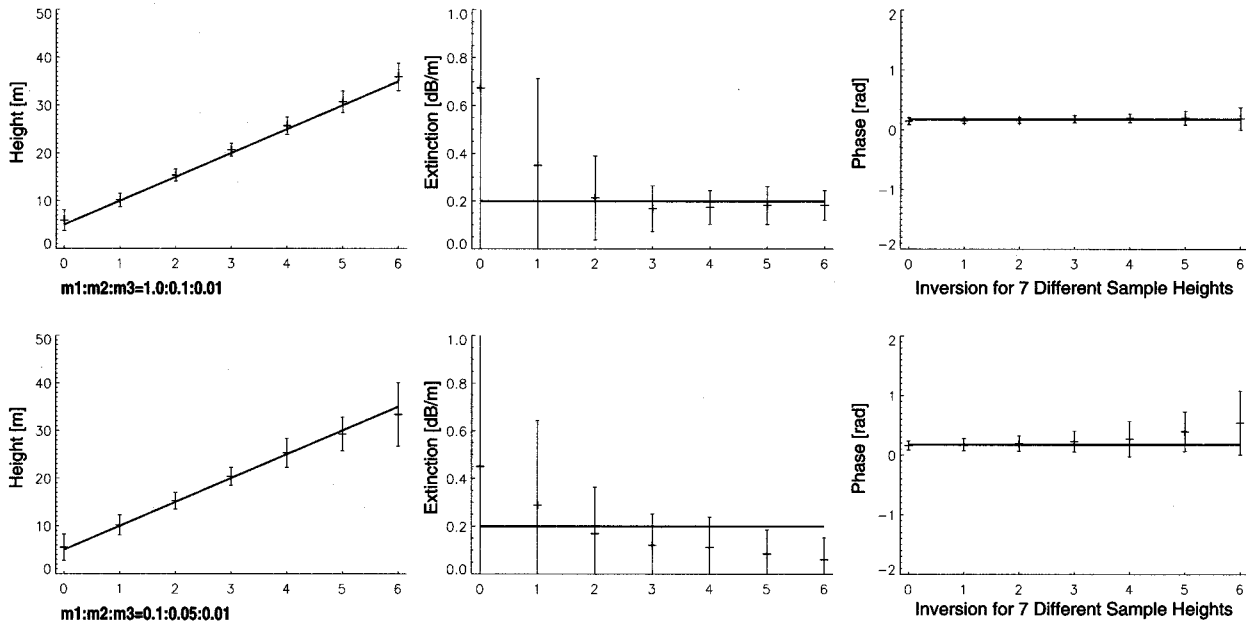 Height [m]
50
40
30
20
10
0
0 1 2 3 4 5 6
m1:m2:m3=1.0:0.1:0.01
Extinction [dB/m]
1.0
0.8
0.6
0.4
0.2
0.0
0 1 2 3 4 5 6
Phase [rad]
2
1
0
−1
−2
0 1 2 3 4 5 6
Inversion for 7 Different Sample Heights
Height [m]
50
40
30
20
10
0
0 1 2 3 4 5 6
m1:m2:m3=0.1:0.05:0.01
Extinction [dB/m]
1.0
0.8
0.6
0.4
0.2
0.0
0 1 2 3 4 5 6
Phase [rad]
2
1
0
−1
−2
0 1 2 3 4 5 6
Inversion for 7 Different Sample Heights